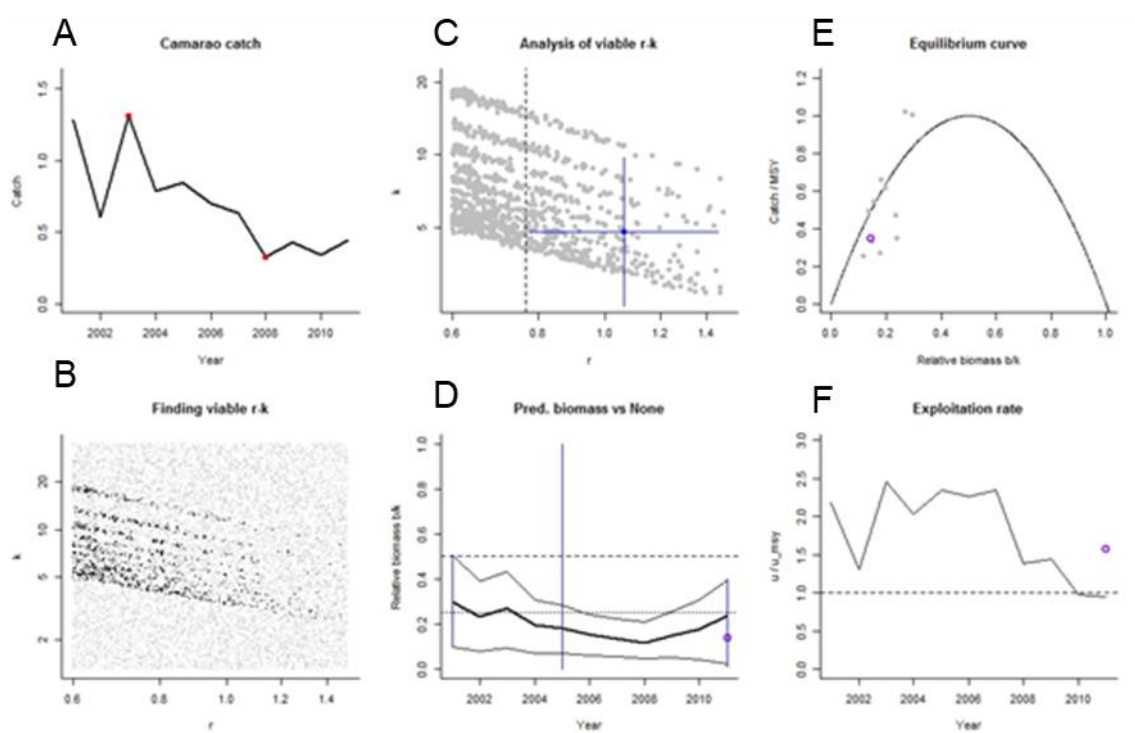 A
Camarao catch
Catch
0.0 0.5 1.0 1.5
2002 2004 2006 2008 2010
Year
B
Finding viable r-k
k
2 5 10 20
0.6 0.8 1.0 1.2 1.4
r
C
Analysis of viable r-k
k
5 10 20
0.6 0.8 1.0 1.2 1.4
r
D
Pred. biomass vs None
Relative biomass b/k
0.0 0.2 0.4 0.6 0.8 1.0
2002 2004 2006 2008 2010
Year
E
Equilibrium curve
Catch / MSY
0.0 0.2 0.4 0.6 0.8 1.0 1.2
0.0 0.2 0.4 0.6 0.8 1.0
Relative biomass b/k
F
Exploitation rate
u / u_msy
0.0 0.5 1.0 1.5 2.0 2.5 3.0
2002 2004 2006 2008 2010
Year